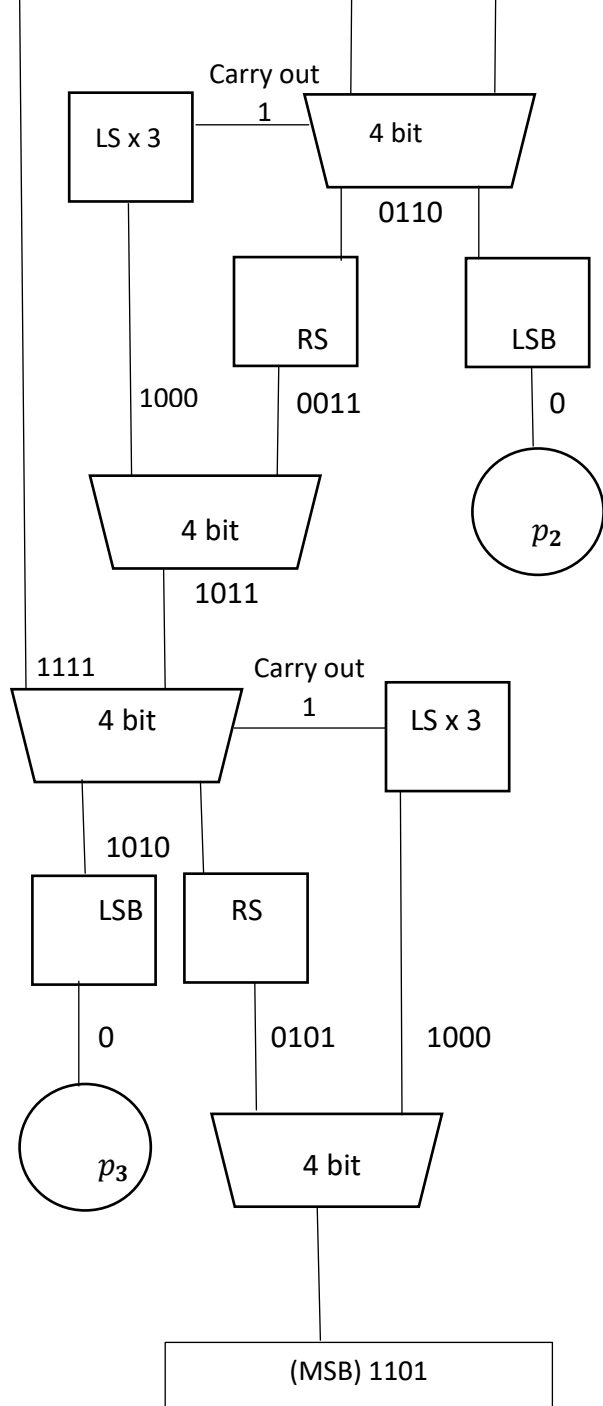 Carry out
1
LS x 3
4 bit
0110
RS
LSB
1000
0011
0
4 bit
p₂
1011
1111
Carry out
1
4 bit
LS x 3
1010
LSB
RS
0
0101
1000
p₃
4 bit
(MSB) 1101